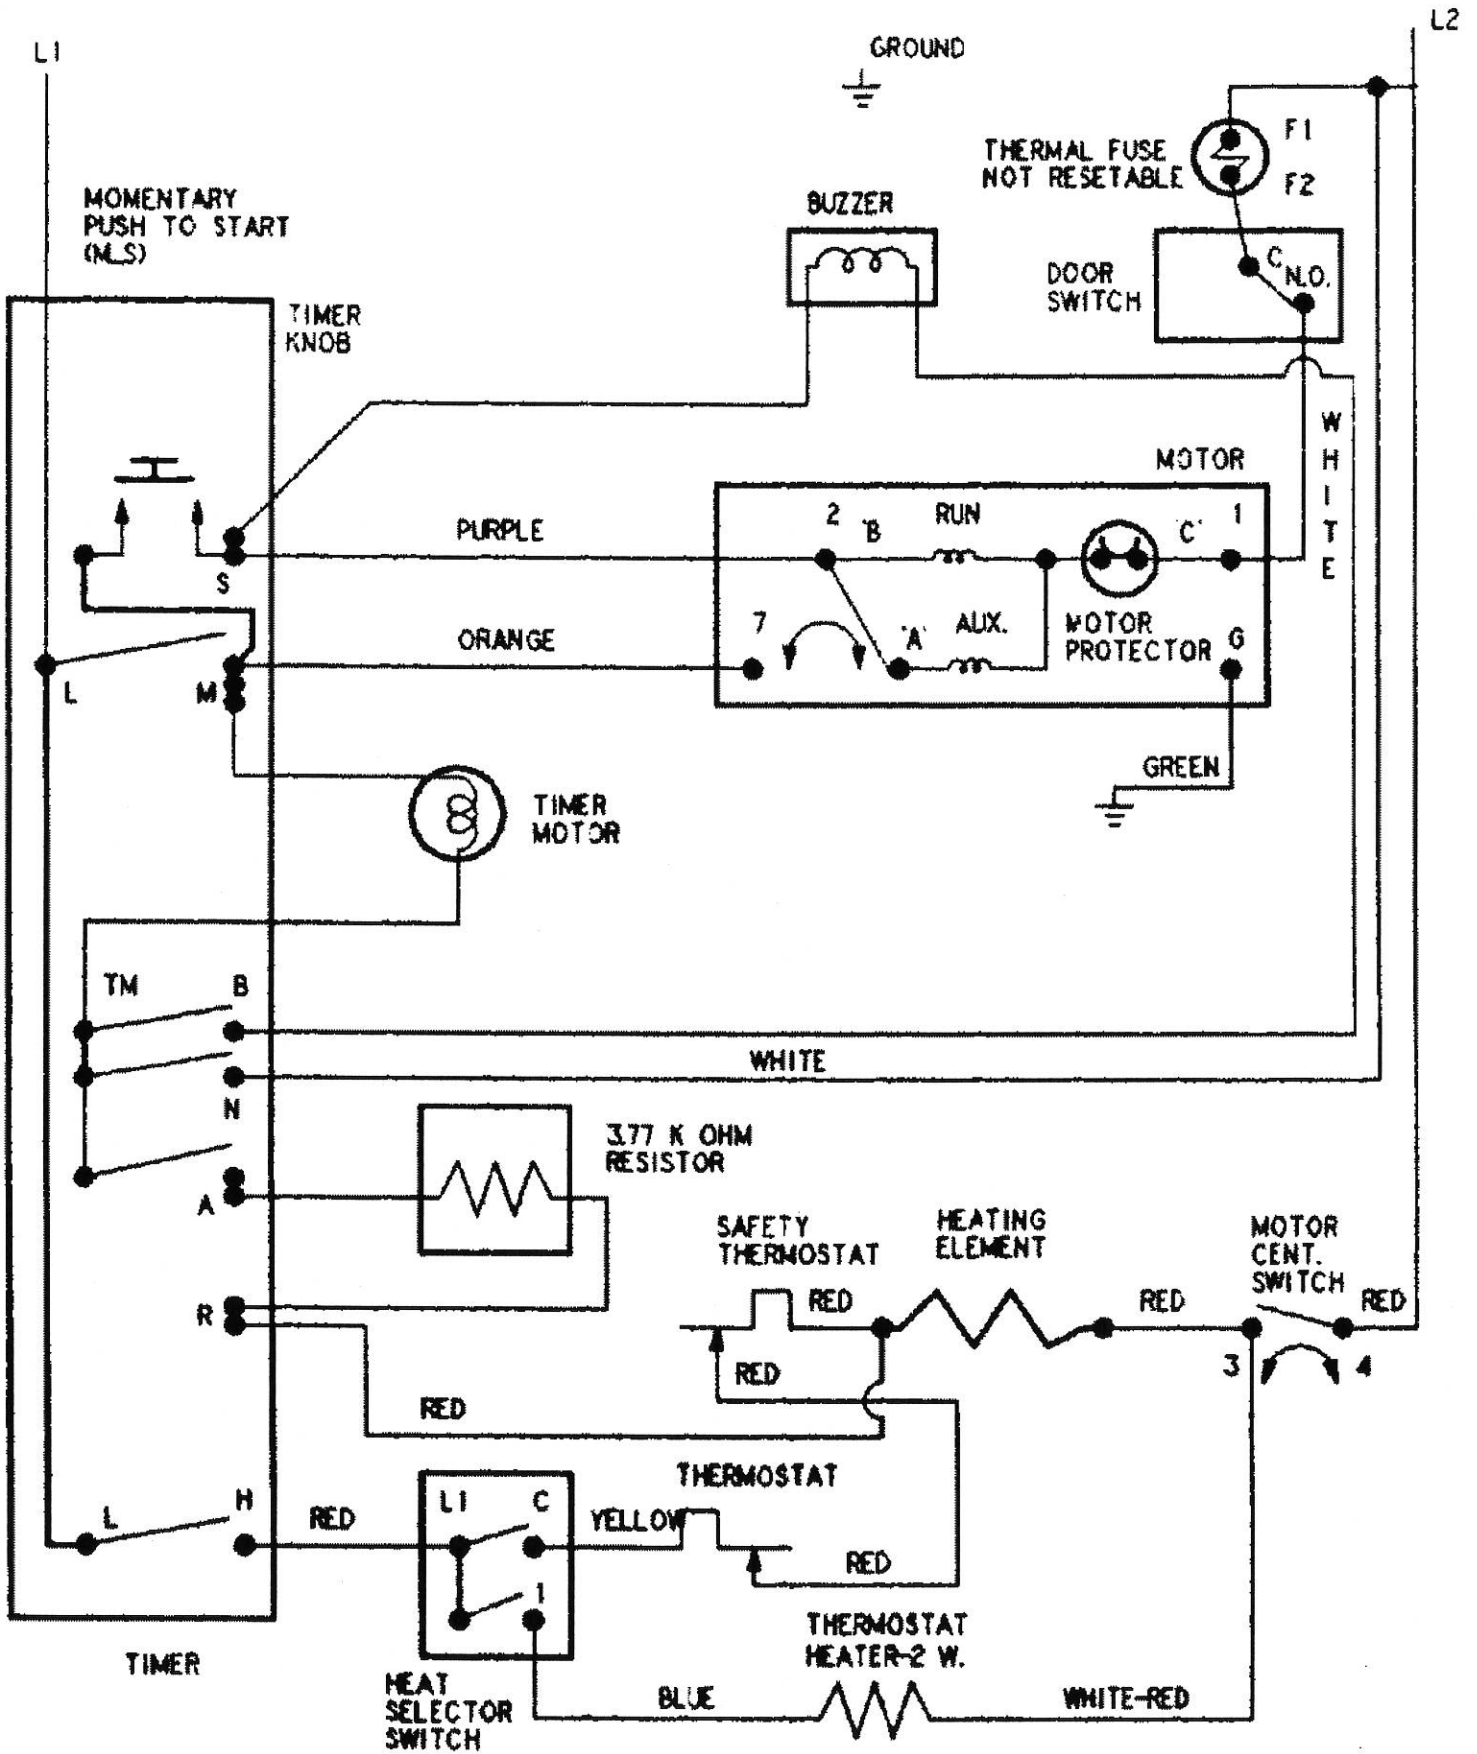 L1
GROUND
L2
THERMAL FUSE
NOT RESETABLE
F1
F2
MOMENTARY
PUSH TO START
(M_S)
BUZZER
DOOR
SWITCH
C
N.O.
TIMER
KNOB
WHITE
MOTOR
PURPLE
2
'B
RUN
'C'
1
S
ORANGE
7
'A'
AUX.
MOTOR
PROTECTOR
G
L
M
GREEN
TIMER
MOTOR
TM
B
WHITE
N
3.77 K OHM
RESISTOR
A
SAFETY
THERMOSTAT
HEATING
ELEMENT
MOTOR
CENT.
SWITCH
R
RED
RED
RED
RED
3
4
RED
THERMOSTAT
L
H
RED
L1
C
YELLOW
RED
1
THERMOSTAT
HEATER-2 W.
TIMER
HEAT
SELECTOR
SWITCH
BLUE
WHITE-RED